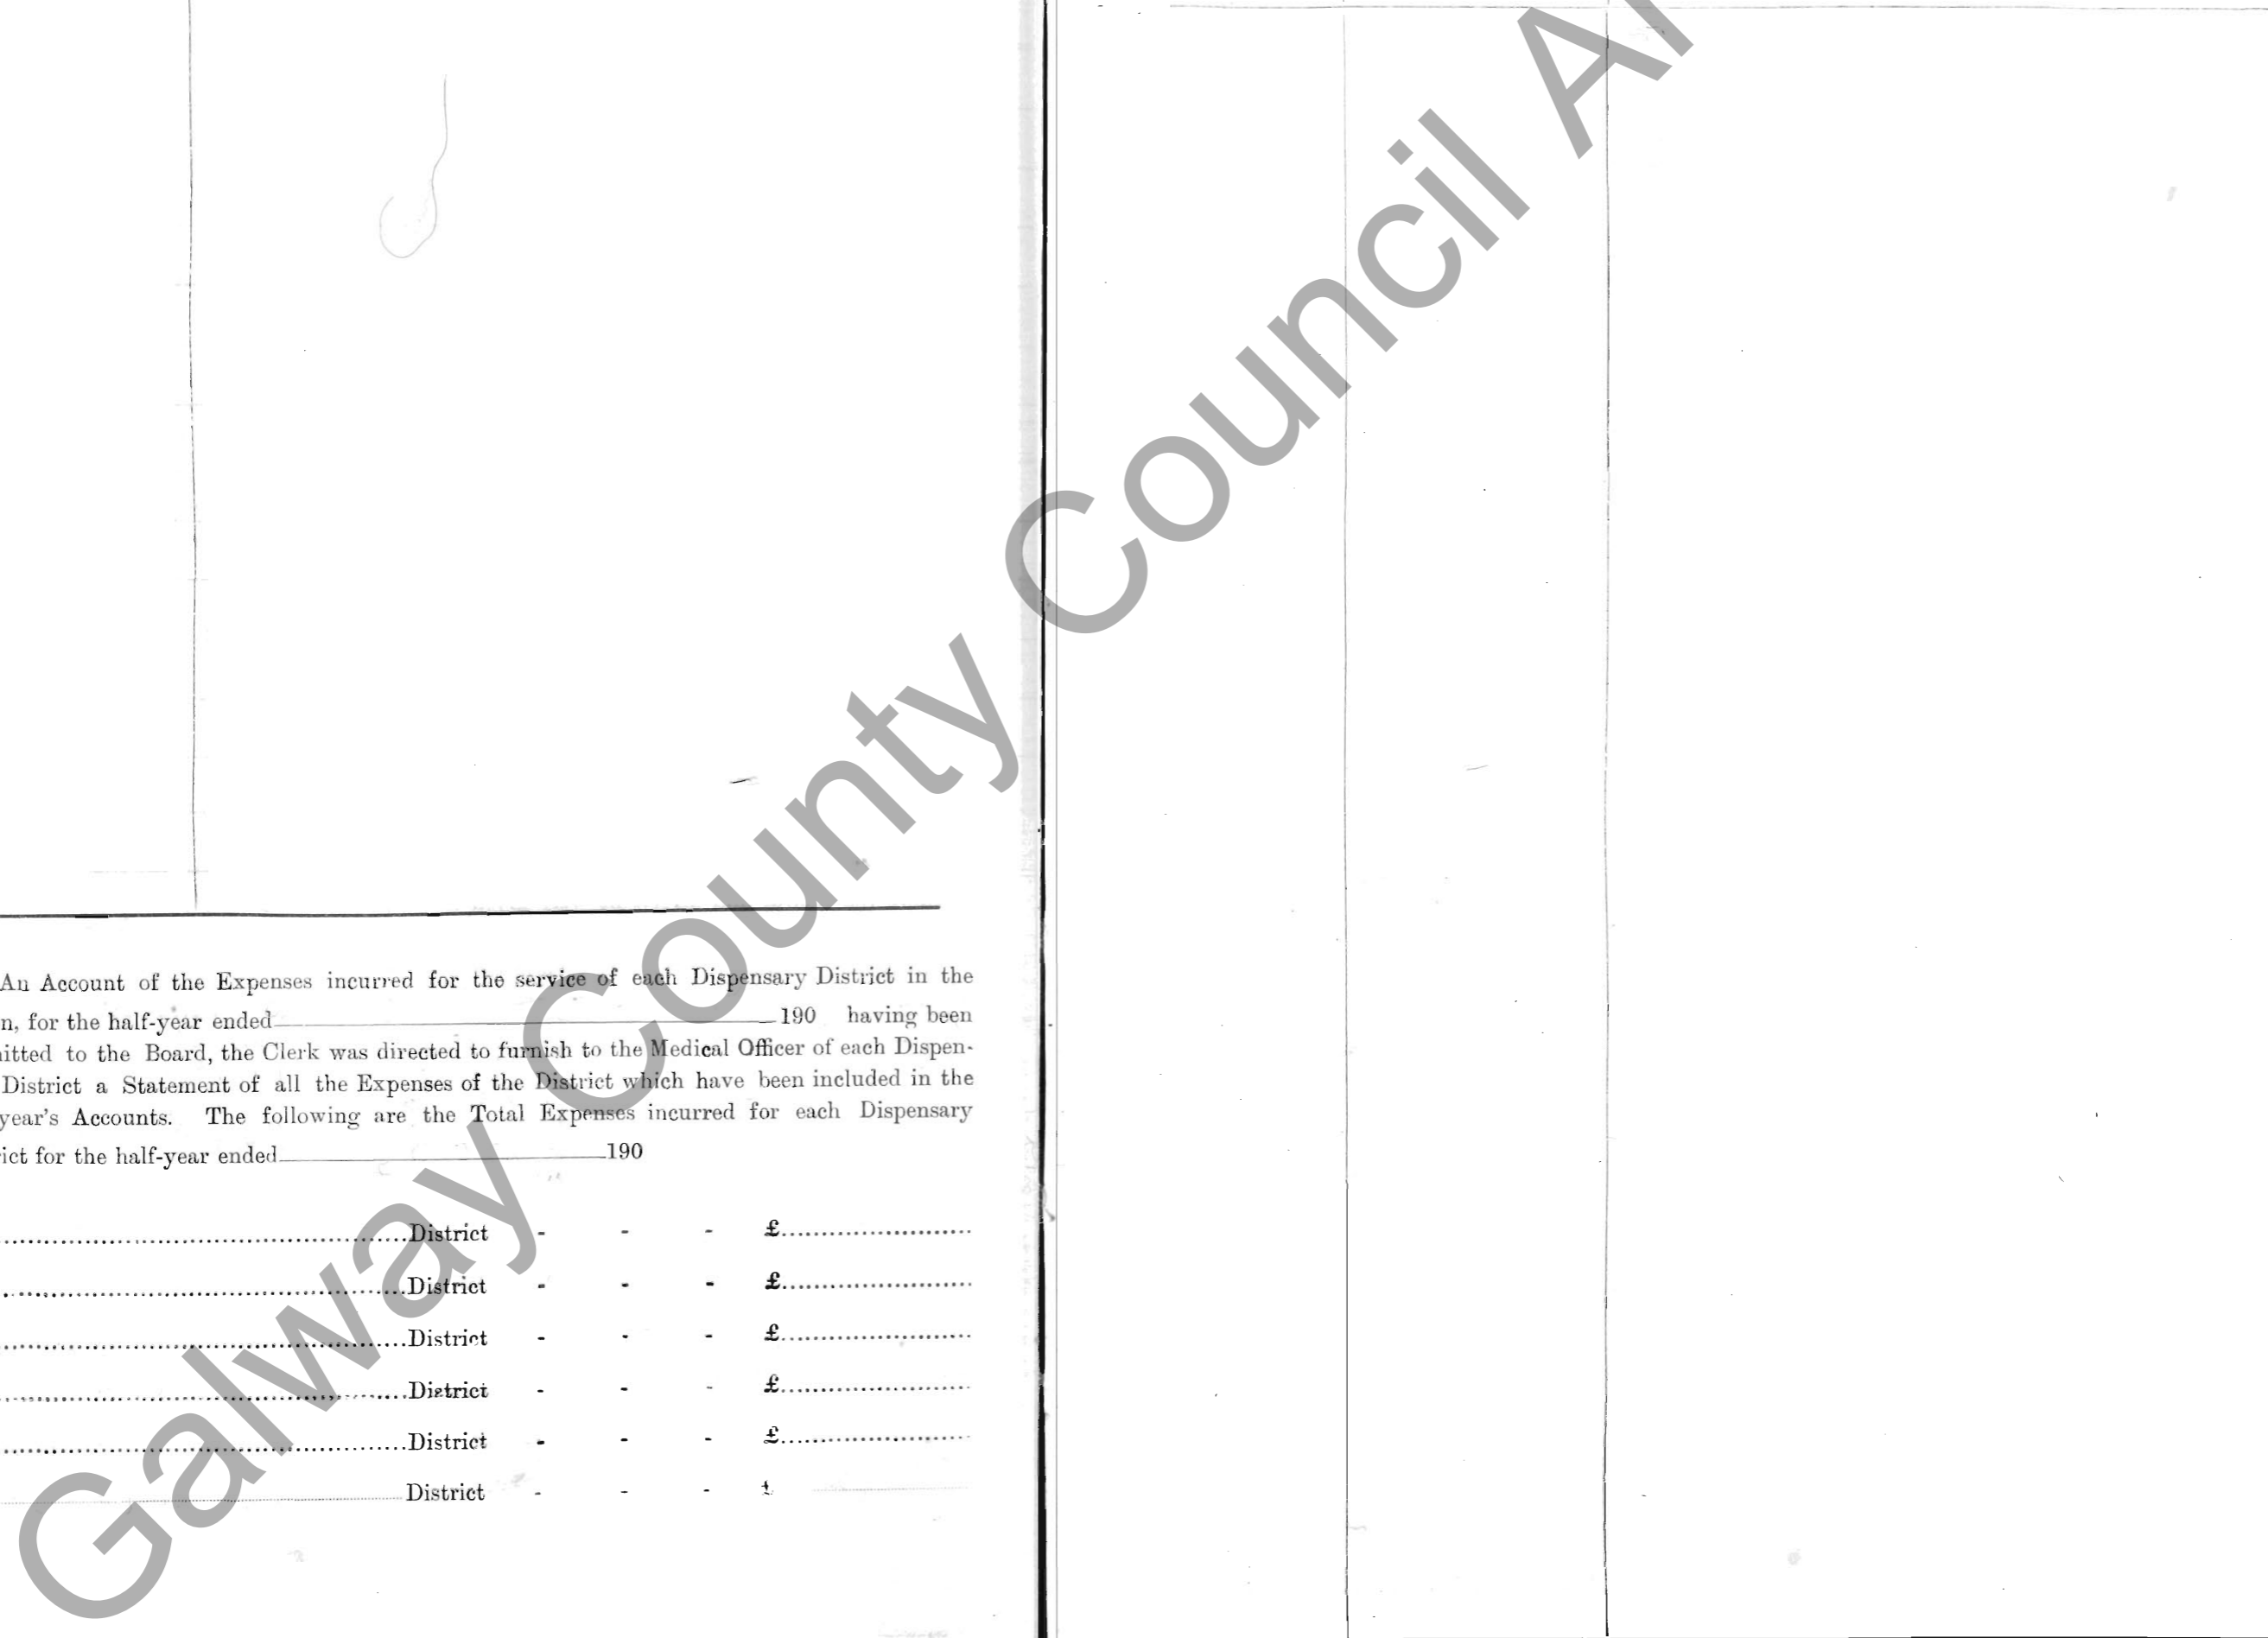 An Account of the Expenses incurred for the service of each Dispensary District in the
n, for the half-year ended 190 having been
itted to the Board, the Clerk was directed to furnish to the Medical Officer of each Dispen-
District a Statement of all the Expenses of the District which have been included in the
year's Accounts. The following are the Total Expenses incurred for each Dispensary
ict for the half-year ended 190
District - - - £
District - - - £
District - - - £
District - - - £
District - - - £
District - - - £
Galway County Council Ar